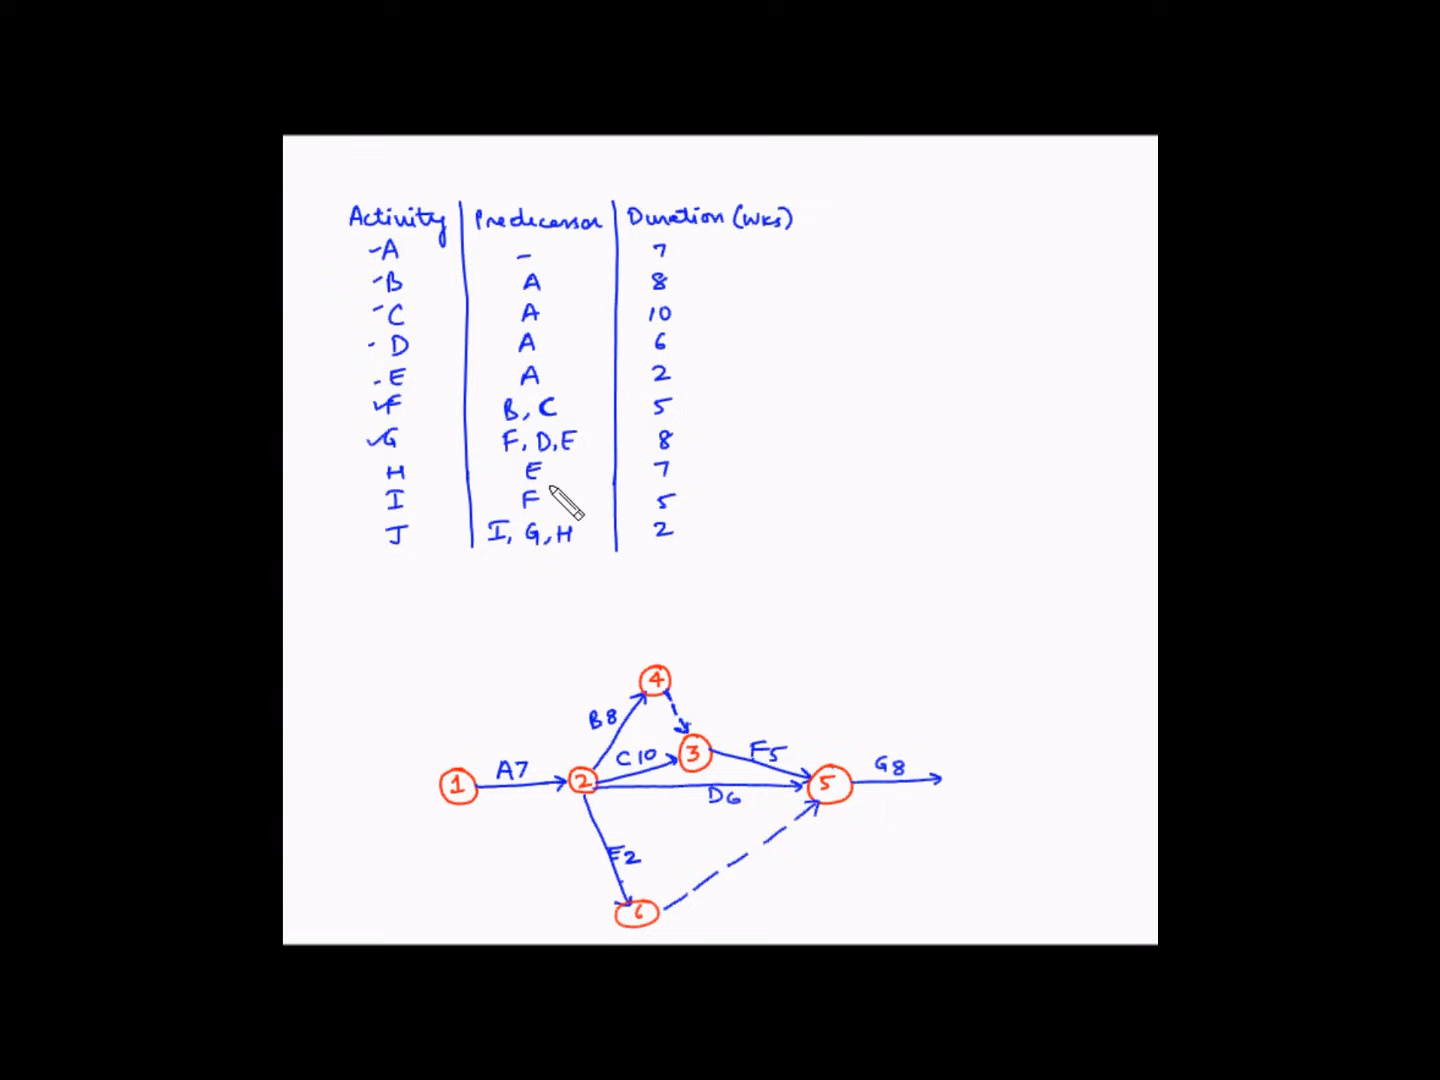 Activity Predecessor Duration (wks)
A - 7
B A 8
C A 10
D A 6
E A 2
F B, C 5
G F, D, E 8
H E 7
I F 5
J I, G, H 2
4
B8
C10 3 F5
1 A7 2 5 G8
D6
E2
6